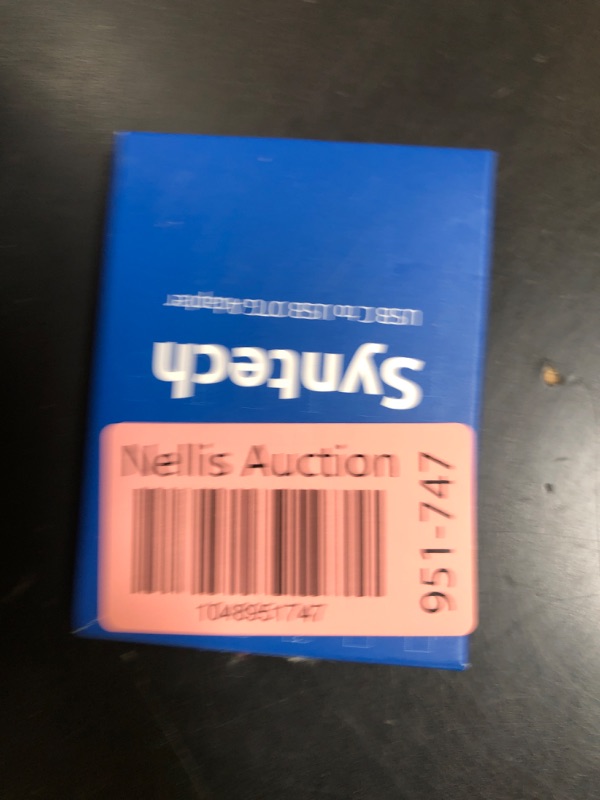 USB C to USB OTG Adapter
Syntech
Nellis Auction
951-747
1048951747